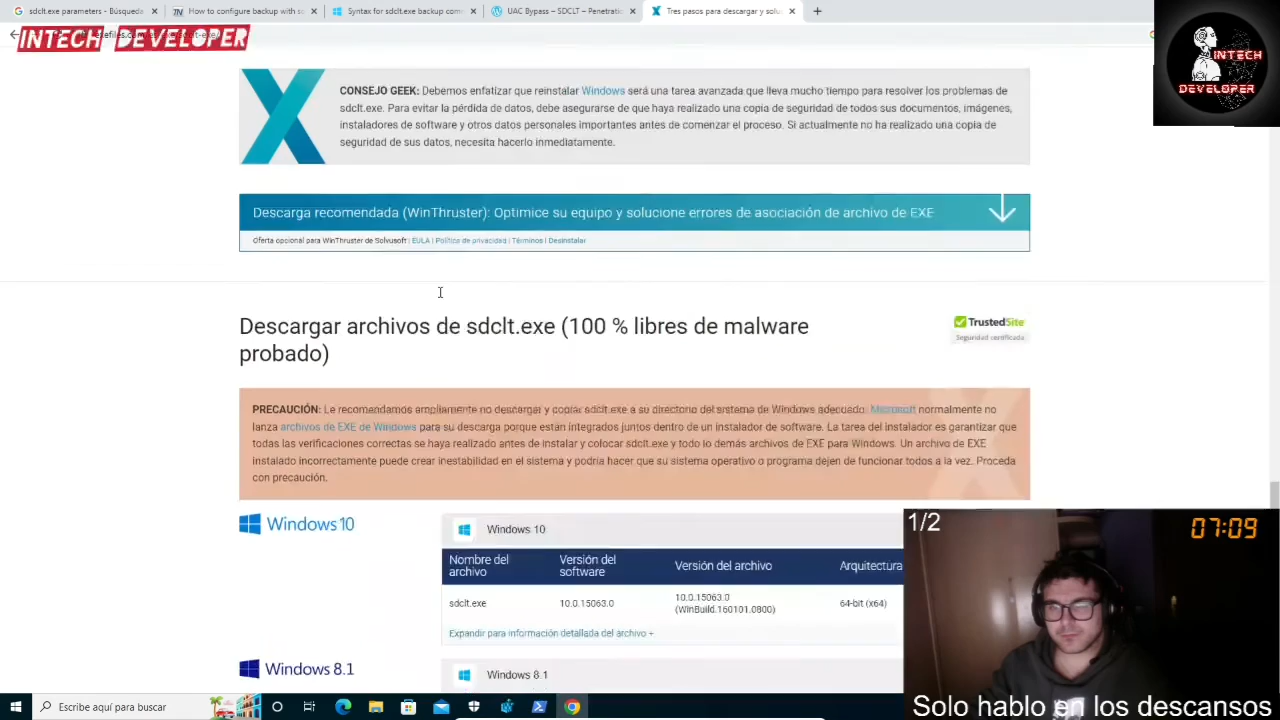 sdclt.exe parameters - Búsqueda
How to configure backup with sc
Syntax for sdclt.exe backup com
UAC Bypass – SDCLT – Penetratio
Tres pasos para descargar y solu
INTECH DEVELOPER
INTECH
DEVELOPER
CONSEJO GEEK: Debemos enfatizar que reinstalar Windows será una tarea avanzada que lleva mucho tiempo para resolver los problemas de
sdclt.exe. Para evitar la pérdida de datos, debe asegurarse de que haya realizado una copia de seguridad de todos sus documentos, imágenes,
instaladores de software y otros datos personales importantes antes de comenzar el proceso. Si actualmente no ha realizado una copia de
seguridad de sus datos, necesita hacerlo inmediatamente.
Descarga recomendada (WinThruster): Optimice su equipo y solucione errores de asociación de archivo de EXE
Oferta opcional para WinThruster de Solvusoft | EULA | Política de privacidad | Términos | Desinstalar
Descargar archivos de sdclt.exe (100 % libres de malware
probado)
TrustedSite
Seguridad certificada
PRECAUCIÓN: Le recomendamos ampliamente no descargar y copiar sdclt.exe a su directorio del sistema de Windows adecuado. Microsoft normalmente no
lanza archivos de EXE de Windows para su descarga porque están integrados juntos dentro de un instalador de software. La tarea del instalador es garantizar que
todas las verificaciones correctas se haya realizado antes de instalar y colocar sdclt.exe y todo lo demás archivos de EXE para Windows. Un archivo de EXE
instalado incorrectamente puede crear inestabilidad en el sistema y podría hacer que su sistema operativo o programa dejen de funcionar todos a la vez. Proceda
con precaución.
Windows 10
Windows 10
Nombre del archivo Versión del software Versión del archivo Arquitectura
sdclt.exe 10.0.15063.0 10.0.15063.0 (WinBuild.160101.0800) 64-bit (x64)
Expandir para información detallada del archivo +
Windows 8.1
Windows 8.1
1/2
07:09
Solo hablo en los descansos
Escribe aquí para buscar